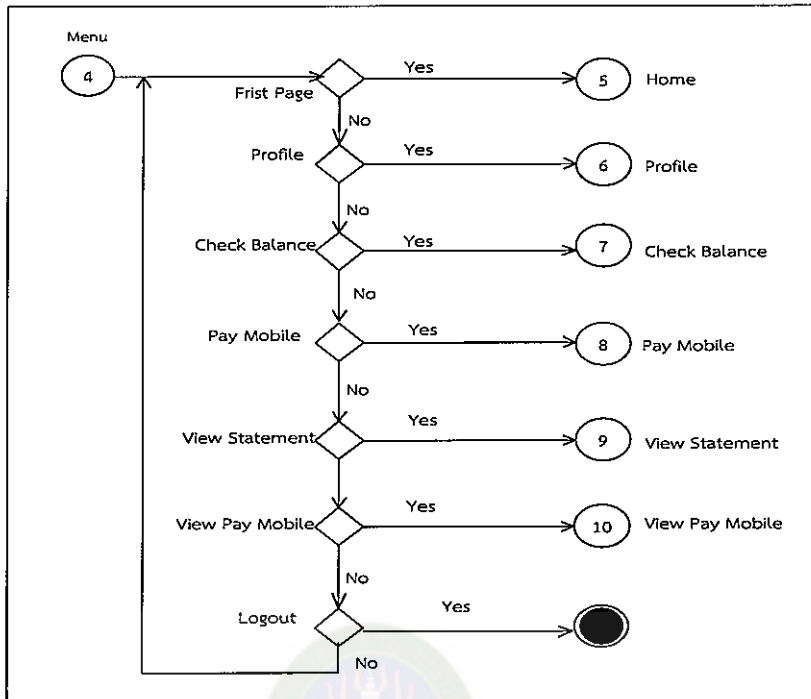 Menu
4
Frist Page
Yes
5
Home
No
Profile
Yes
6
Profile
No
Check Balance
Yes
7
Check Balance
No
Pay Mobile
Yes
8
Pay Mobile
No
View Statement
Yes
9
View Statement
View Pay Mobile
Yes
10
View Pay Mobile
No
Logout
Yes
No